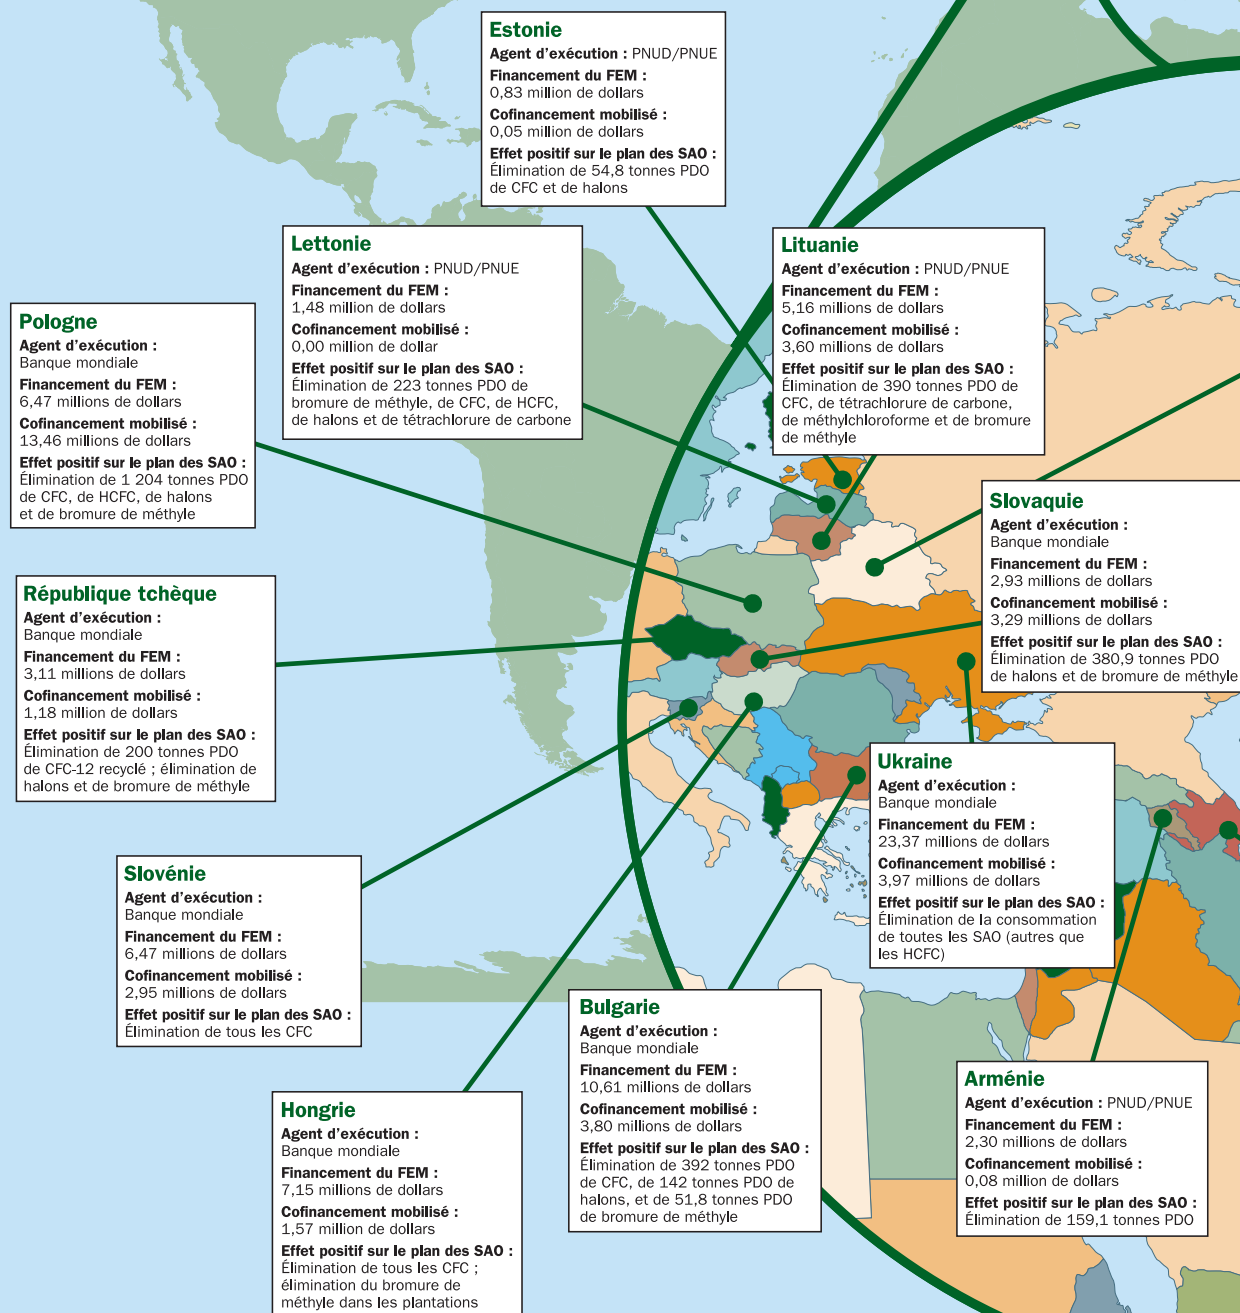 Estonie
Agent d'exécution : PNUD/PNUE
Financement du FEM :
0,83 million de dollars
Cofinancement mobilisé :
0,05 million de dollars
Effet positif sur le plan des SAO :
Élimination de 54,8 tonnes PDO
de CFC et de halons
Lettonie
Agent d'exécution : PNUD/PNUE
Financement du FEM :
1,48 million de dollars
Cofinancement mobilisé :
0,00 million de dollar
Effet positif sur le plan des SAO :
Élimination de 223 tonnes PDO de
bromure de méthyle, de CFC, de HCFC,
de halons et de tétrachlorure de carbone
Lituanie
Agent d'exécution : PNUD/PNUE
Financement du FEM :
5,16 millions de dollars
Cofinancement mobilisé :
3,60 millions de dollars
Effet positif sur le plan des SAO :
Élimination de 390 tonnes PDO de
CFC, de tétrachlorure de carbone,
de méthylchloroforme et de bromure
de méthyle
Pologne
Agent d'exécution :
Banque mondiale
Financement du FEM :
6,47 millions de dollars
Cofinancement mobilisé :
13,46 millions de dollars
Effet positif sur le plan des SAO :
Élimination de 1 204 tonnes PDO
de CFC, de HCFC, de halons
et de bromure de méthyle
Slovaquie
Agent d'exécution :
Banque mondiale
Financement du FEM :
2,93 millions de dollars
Cofinancement mobilisé :
3,29 millions de dollars
Effet positif sur le plan des SAO :
Élimination de 380,9 tonnes PDO
de halons et de bromure de méthyle
République tchèque
Agent d'exécution :
Banque mondiale
Financement du FEM :
3,11 millions de dollars
Cofinancement mobilisé :
1,18 million de dollars
Effet positif sur le plan des SAO :
Élimination de 200 tonnes PDO
de CFC-12 recyclé ; élimination de
halons et de bromure de méthyle
Ukraine
Agent d'exécution :
Banque mondiale
Financement du FEM :
23,37 millions de dollars
Cofinancement mobilisé :
3,97 millions de dollars
Effet positif sur le plan des SAO :
Élimination de la consommation
de toutes les SAO (autres que
les HCFC)
Slovénie
Agent d'exécution :
Banque mondiale
Financement du FEM :
6,47 millions de dollars
Cofinancement mobilisé :
2,95 millions de dollars
Effet positif sur le plan des SAO :
Élimination de tous les CFC
Bulgarie
Agent d'exécution :
Banque mondiale
Financement du FEM :
10,61 millions de dollars
Cofinancement mobilisé :
3,80 millions de dollars
Effet positif sur le plan des SAO :
Élimination de 392 tonnes PDO
de CFC, de 142 tonnes PDO de
halons, et de 51,8 tonnes PDO
de bromure de méthyle
Arménie
Agent d'exécution : PNUD/PNUE
Financement du FEM :
2,30 millions de dollars
Cofinancement mobilisé :
0,08 million de dollars
Effet positif sur le plan des SAO :
Élimination de 159,1 tonnes PDO
Hongrie
Agent d'exécution :
Banque mondiale
Financement du FEM :
7,15 millions de dollars
Cofinancement mobilisé :
1,57 million de dollars
Effet positif sur le plan des SAO :
Élimination de tous les CFC ;
élimination du bromure de
méthyle dans les plantations